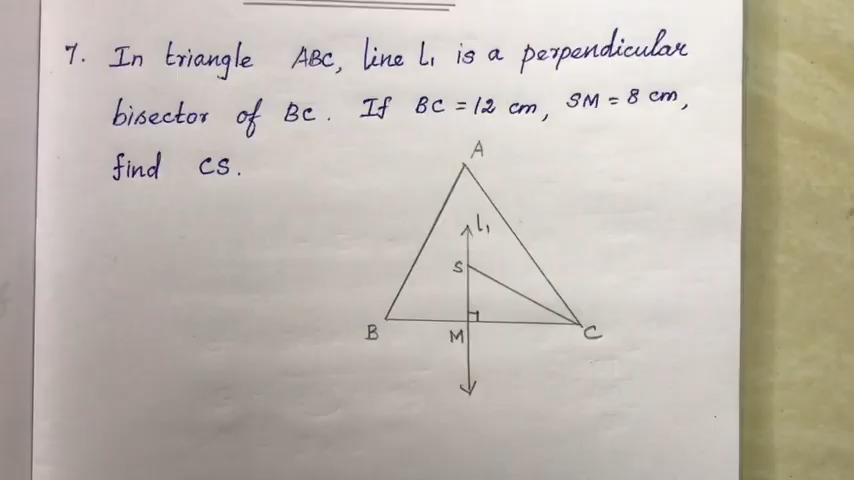 7. In triangle ABC, line l₁ is a perpendicular
bisector of BC. If BC = 12 cm, SM = 8 cm,
find CS.
A
l₁
S
B
M
C